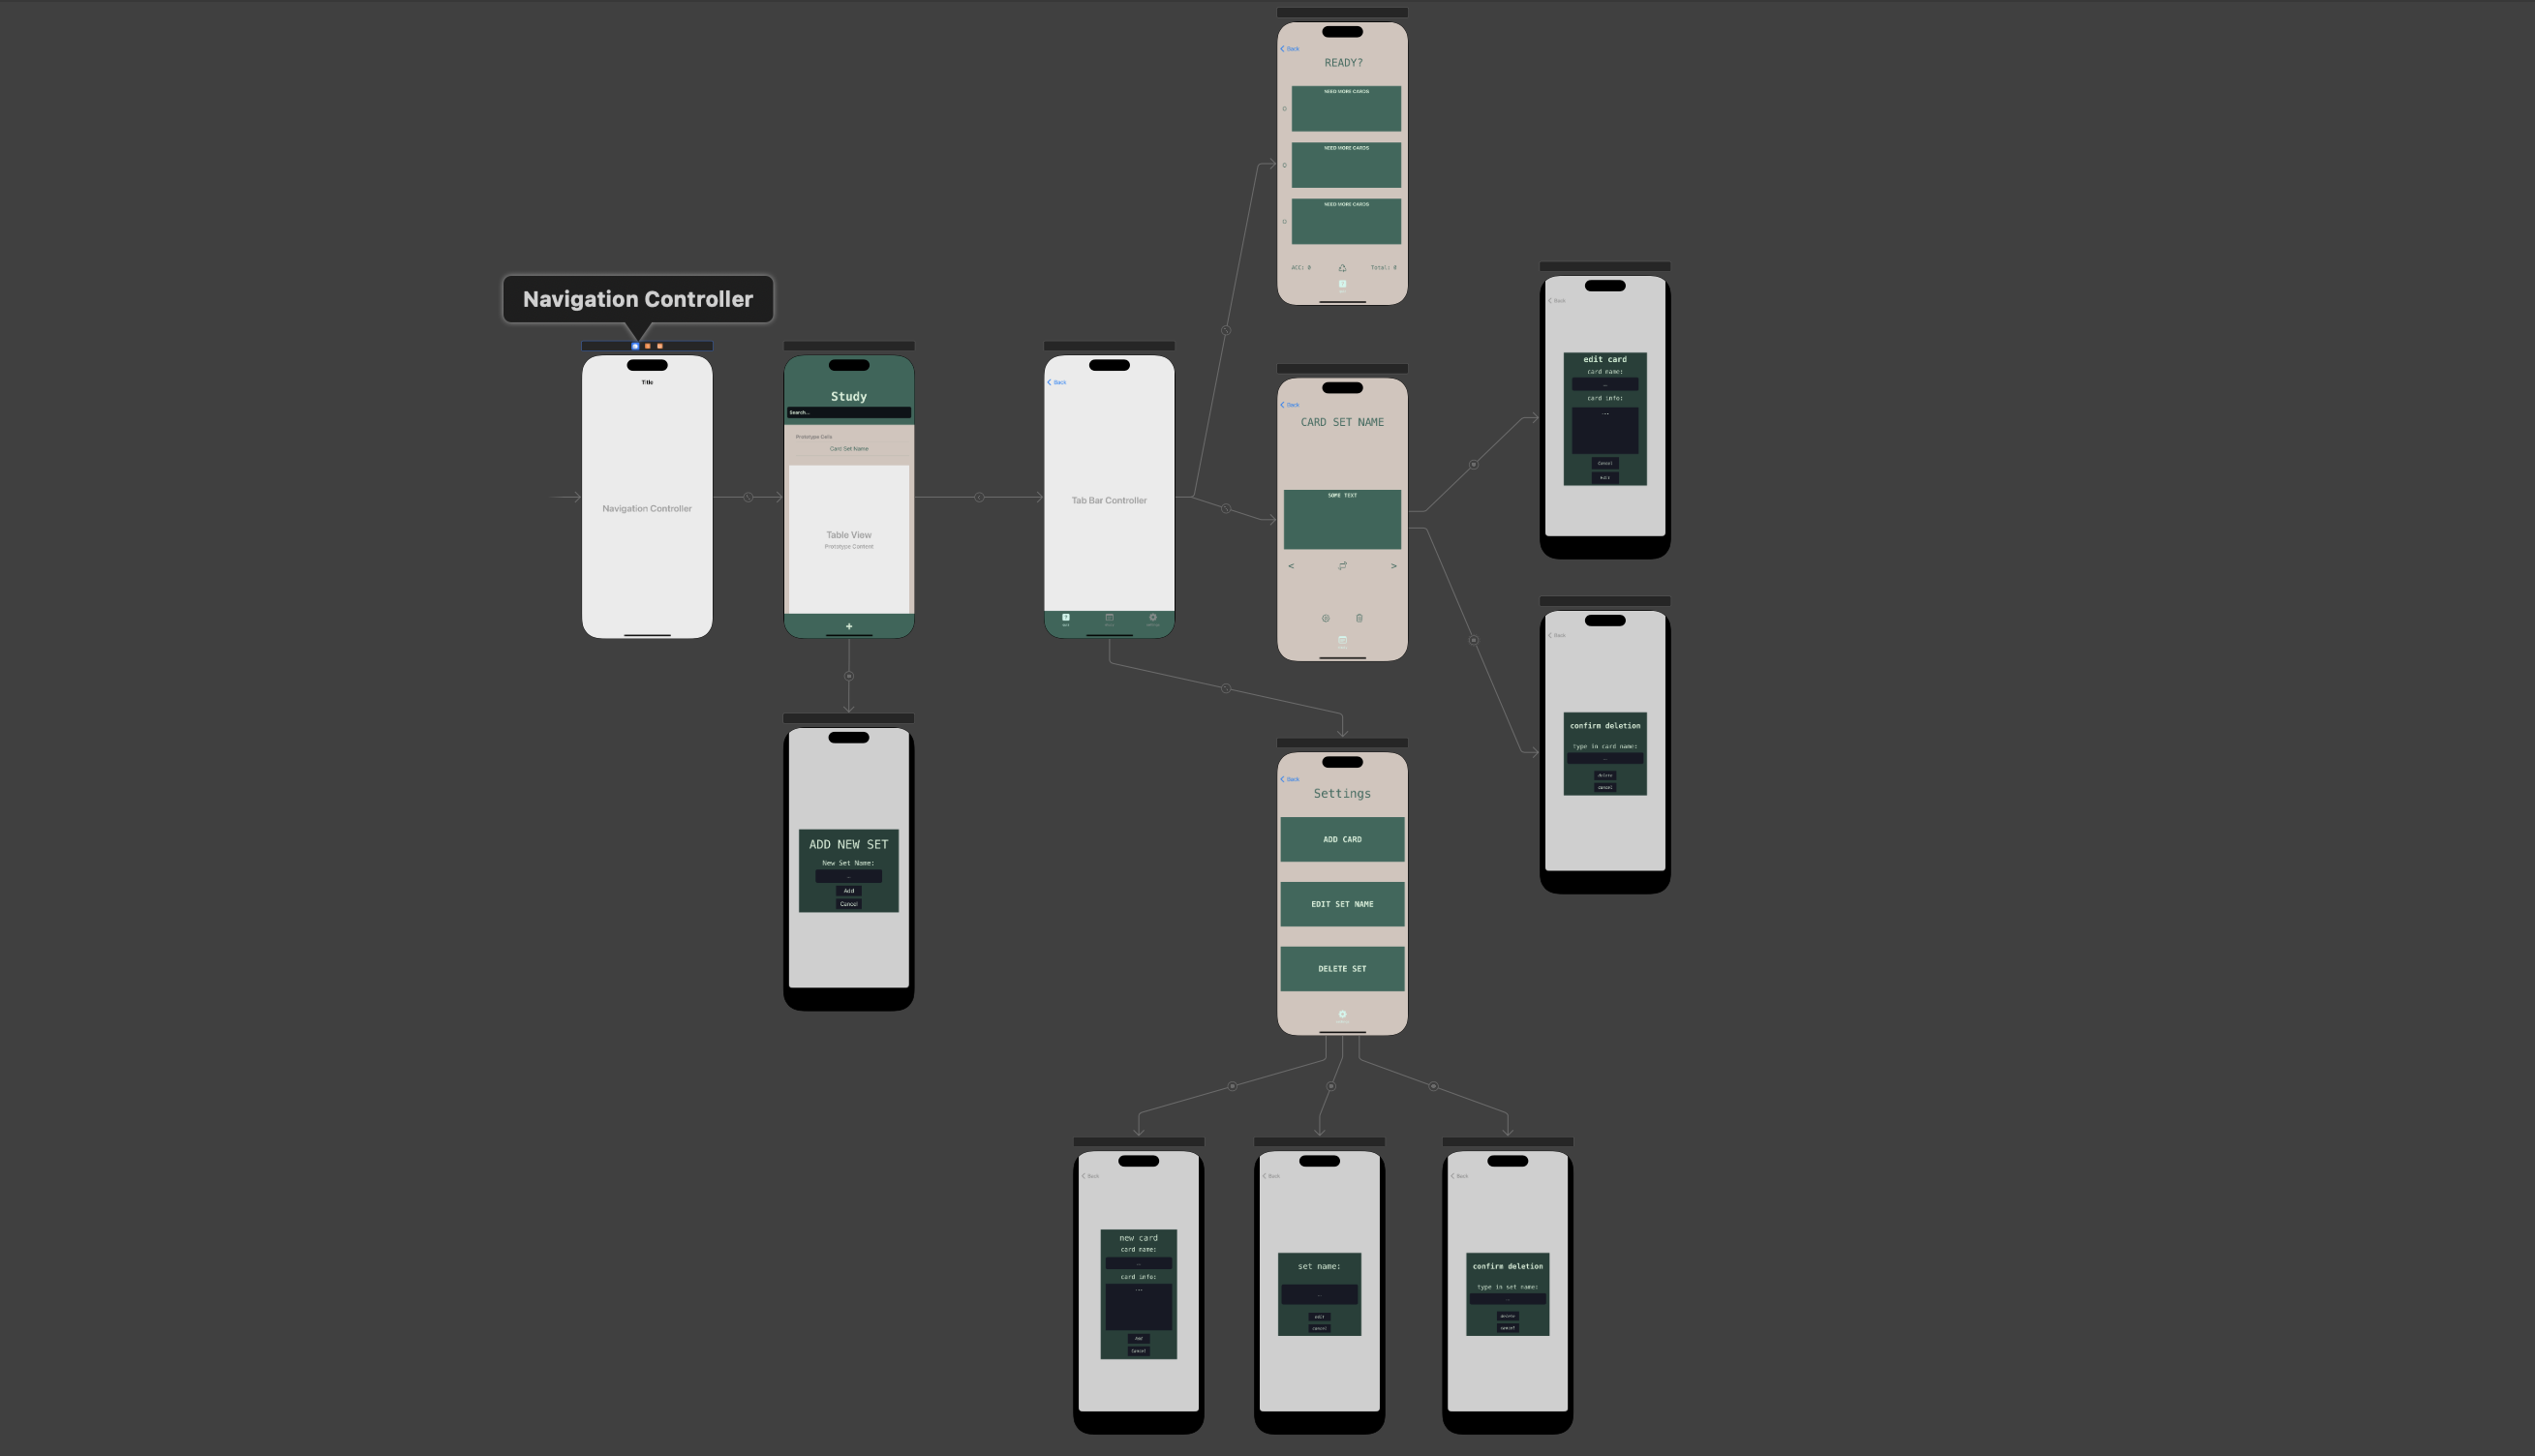 Navigation Controller
Title
Navigation Controller
Study
Search...
Prototype Cells
Card Set Name
Table View
Prototype Content
+
ADD NEW SET
New Set Name:
...
Add
Cancel
Back
Tab Bar Controller
Back
READY?
NEED MORE CARDS
0
NEED MORE CARDS
0
NEED MORE CARDS
0
ACC: 0
Total: 0
Back
CARD SET NAME
SOME TEXT
<
>
Back
edit card
card name:
...
card info:
...
Cancel
Back
confirm deletion
Type in card name:
...
delete
cancel
Back
Settings
ADD CARD
EDIT SET NAME
DELETE SET
Back
new card
card name:
...
card info:
...
Add
Cancel
Back
set name:
...
edit
cancel
Back
confirm deletion
type in set name:
...
delete
cancel